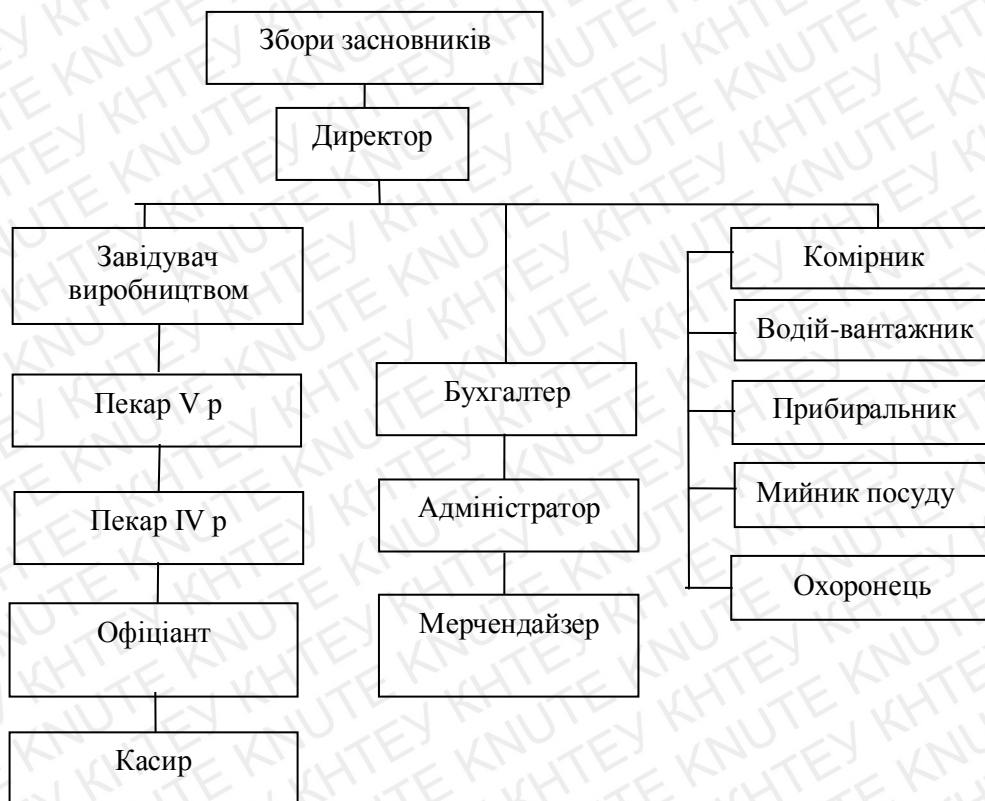 Збори засновників
Директор
Завідувач
виробництвом
Пекар V р
Пекар IV р
Офіціант
Касир
Бухгалтер
Адміністратор
Мерчендайзер
Комірник
Водій-вантажник
Прибиральник
Мийник посуду
Охоронець